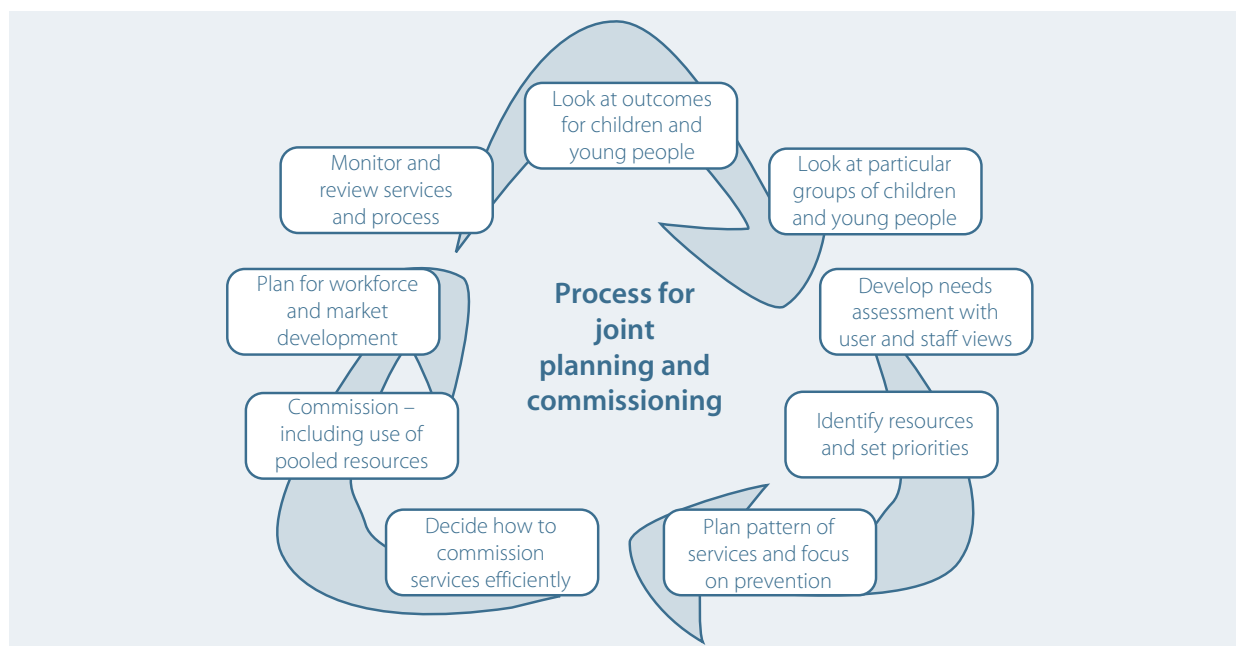 Look at outcomes
for children and
young people
Look at particular
groups of children
and young people
Develop needs
assessment with
user and staff views
Identify resources
and set priorities
Plan pattern of
services and focus
on prevention
Decide how to
commission
services efficiently
Commission –
including use of
pooled resources
Plan for workforce
and market
development
Monitor and
review services
and process
Process for
joint
planning and
commissioning